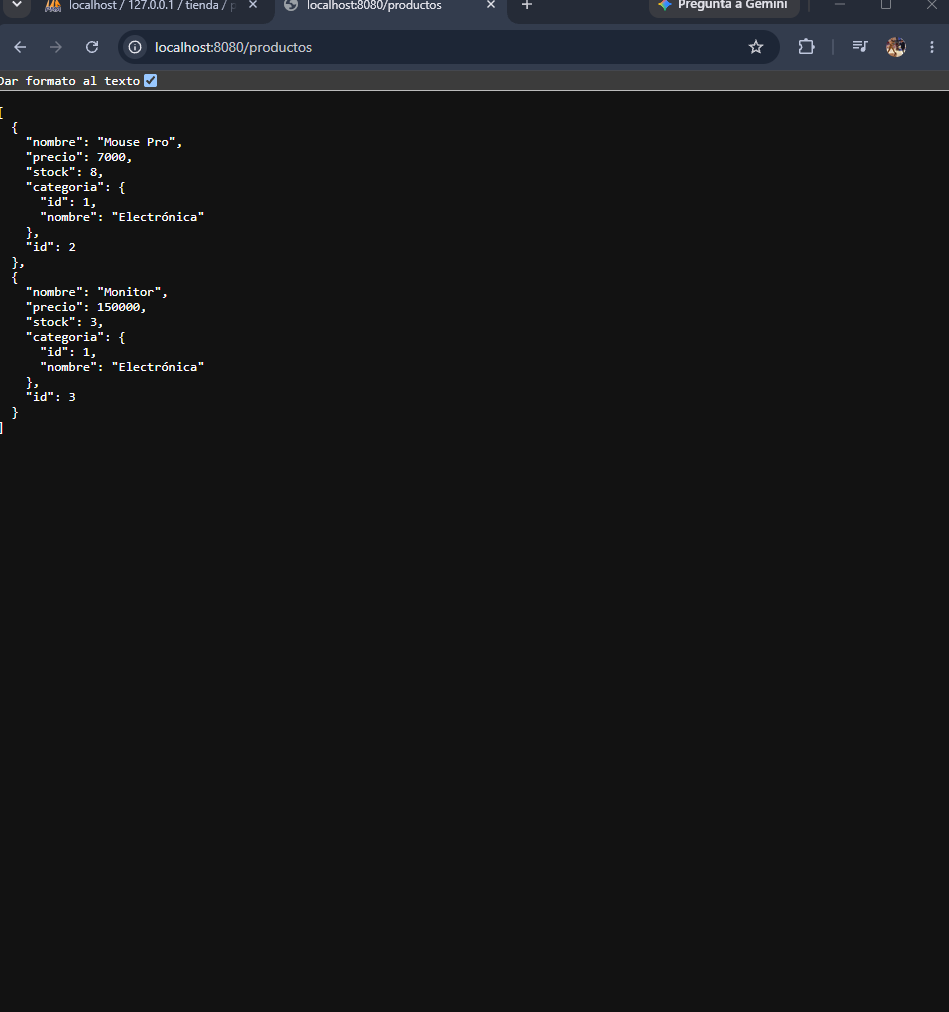 localhost / 127.0.0.1 / tienda /
localhost:8080/productos
Pregunta a Gemini
localhost:8080/productos
Dar formato al texto
[
  {
    "nombre": "Mouse Pro",
    "precio": 7000,
    "stock": 8,
    "categoria": {
      "id": 1,
      "nombre": "Electrónica"
    },
    "id": 2
  },
  {
    "nombre": "Monitor",
    "precio": 150000,
    "stock": 3,
    "categoria": {
      "id": 1,
      "nombre": "Electrónica"
    },
    "id": 3
  }
]